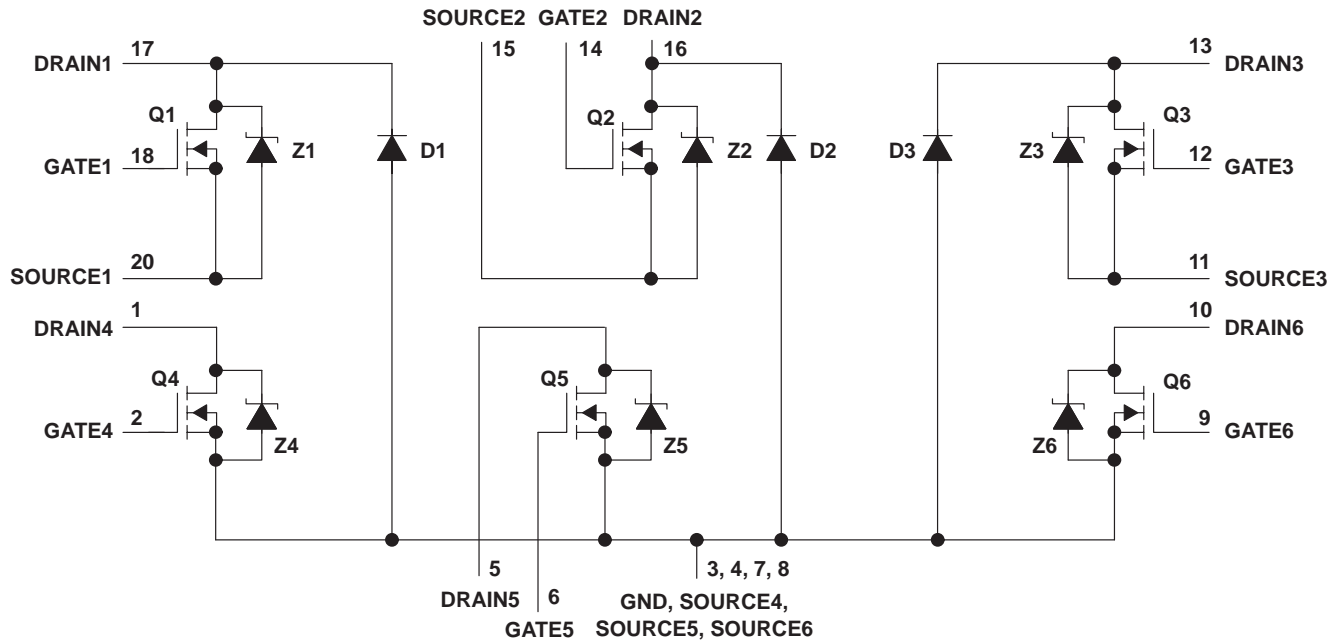 SOURCE2 GATE2 DRAIN2
17 15 14 16 13
DRAIN1 DRAIN3
Q1 Q2 Q3
Z1 D1 Z2 D2 D3 Z3
18 12
GATE1 GATE3
20 11
SOURCE1 SOURCE3
1 10
DRAIN4 DRAIN6
Q4 Q5 Q6
2 9
GATE4 GATE6
Z4 Z5 Z6
5 3, 4, 7, 8
DRAIN5 6 GND, SOURCE4,
GATE5 SOURCE5, SOURCE6